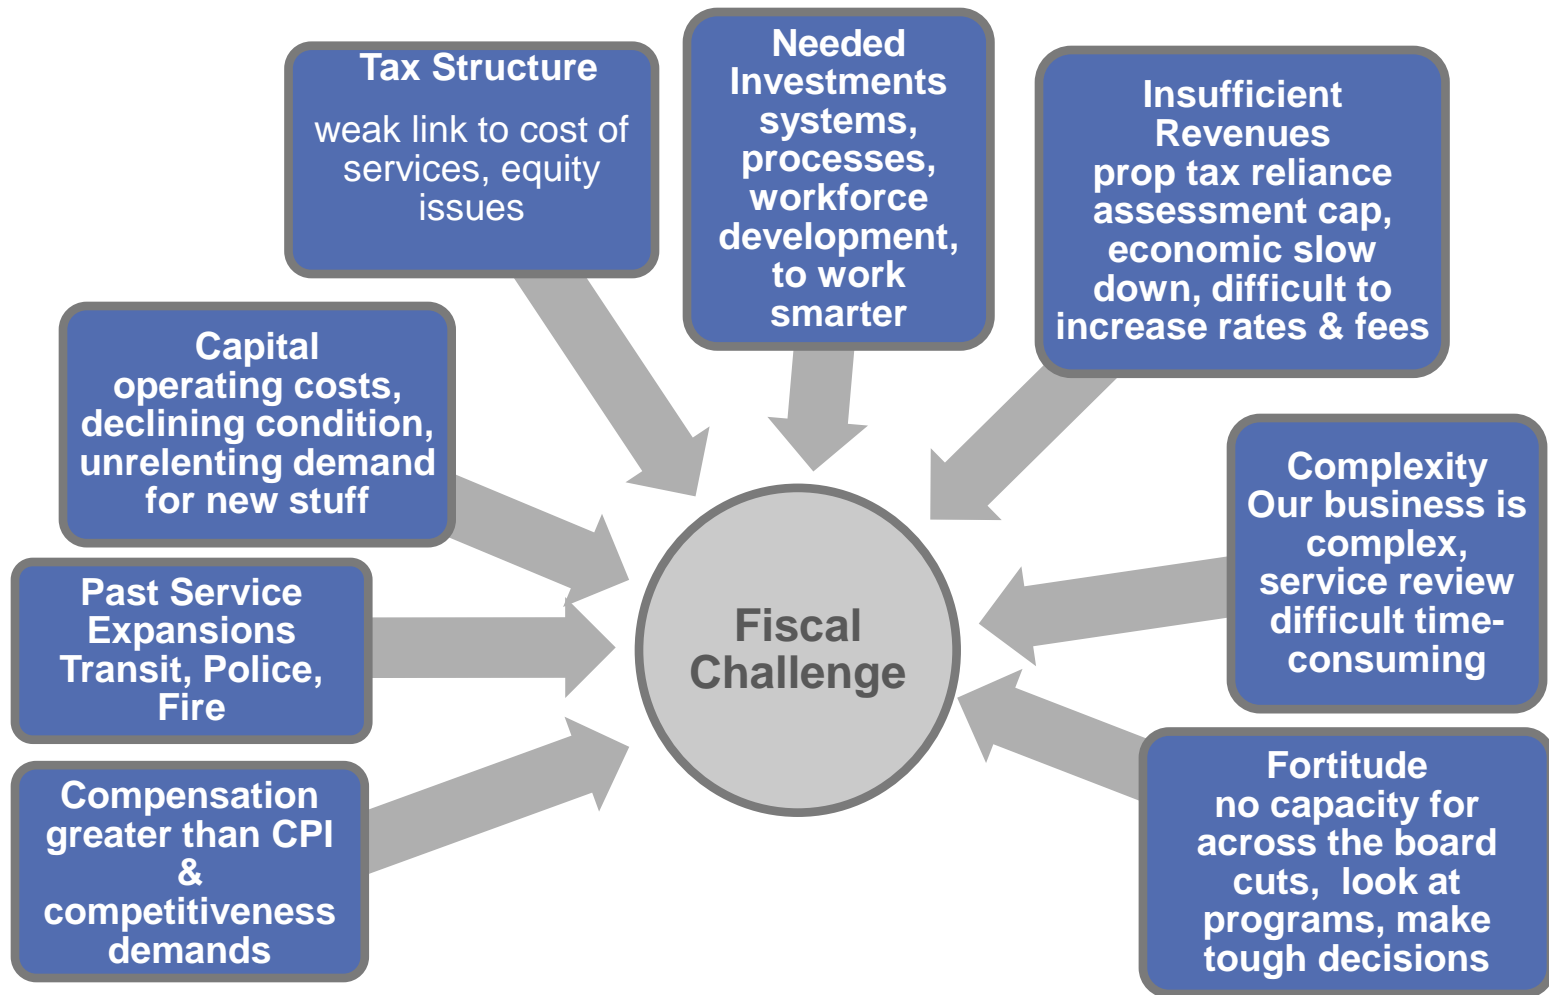 Tax Structure
weak link to cost of
services, equity
issues
Needed
Investments
systems,
processes,
workforce
development,
to work
smarter
Insufficient
Revenues
prop tax reliance
assessment cap,
economic slow
down, difficult to
increase rates & fees
Capital
operating costs,
declining condition,
unrelenting demand
for new stuff
Complexity
Our business is
complex,
service review
difficult time-
consuming
Past Service
Expansions
Transit, Police,
Fire
Fiscal
Challenge
Compensation
greater than CPI
&
competitiveness
demands
Fortitude
no capacity for
across the board
cuts, look at
programs, make
tough decisions